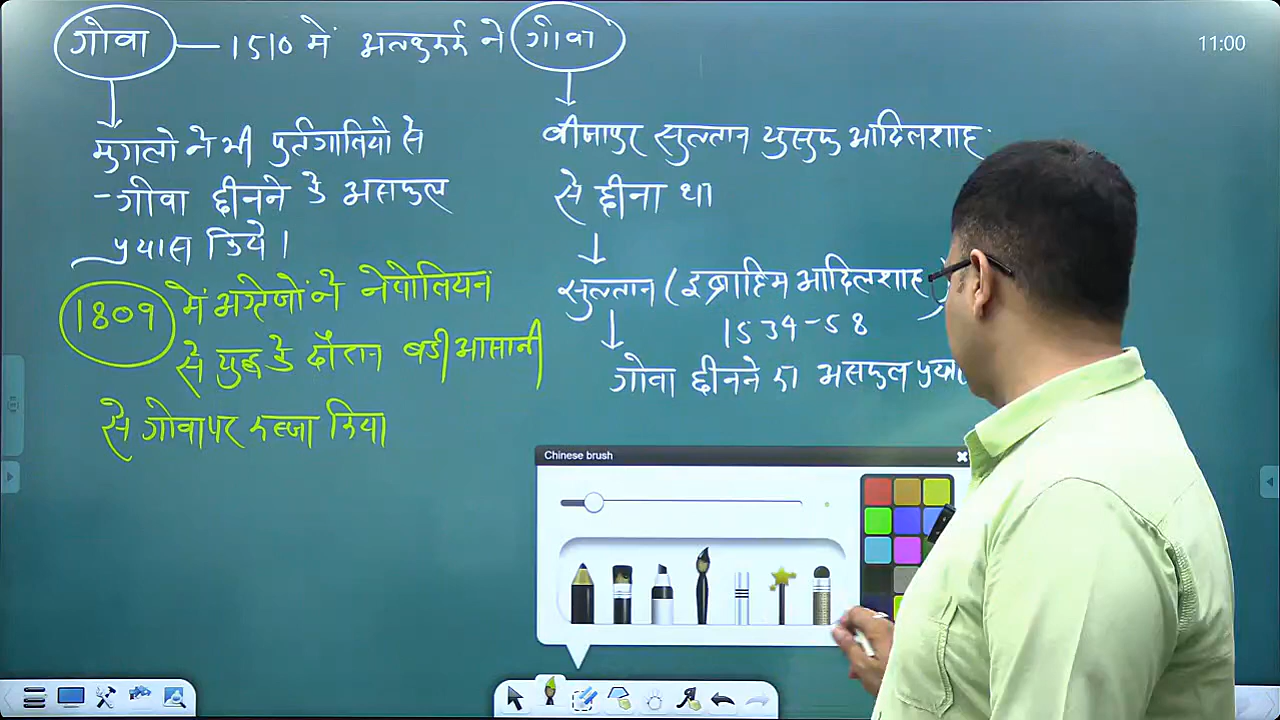 गोवा — 1510 में अलबुकर्क ने गोवा
11:00
मुगलो ने भी पुर्तगालियो से
- गोवा छीनने के असफल
प्रयास किये।
1809 में अंग्रेजों ने नेपोलियन
से युद्ध के दौरान बडी आसानी
से गोवा पर कब्जा किया
बीजापुर सुल्तान युसुफ आदिलशाह
से छीना था
सुल्तान (इब्राहिम आदिलशाह
1534-58
गोवा छीनने का असफल
Chinese brush